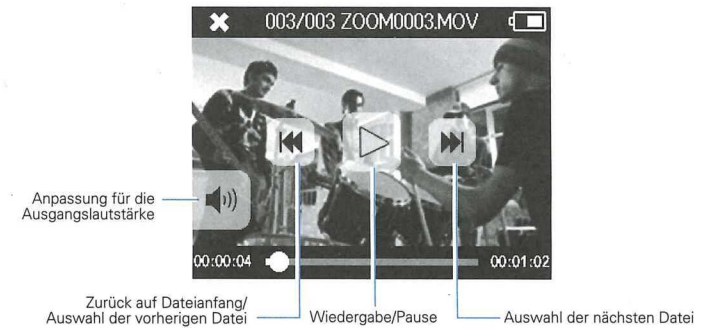 003/003 ZOOM0003.MOV
Anpassung für die
Ausgangslautstärke
00:00:04
00:01:02
Zurück auf Dateianfang/
Auswahl der vorherigen Datei
Wiedergabe/Pause
Auswahl der nächsten Datei